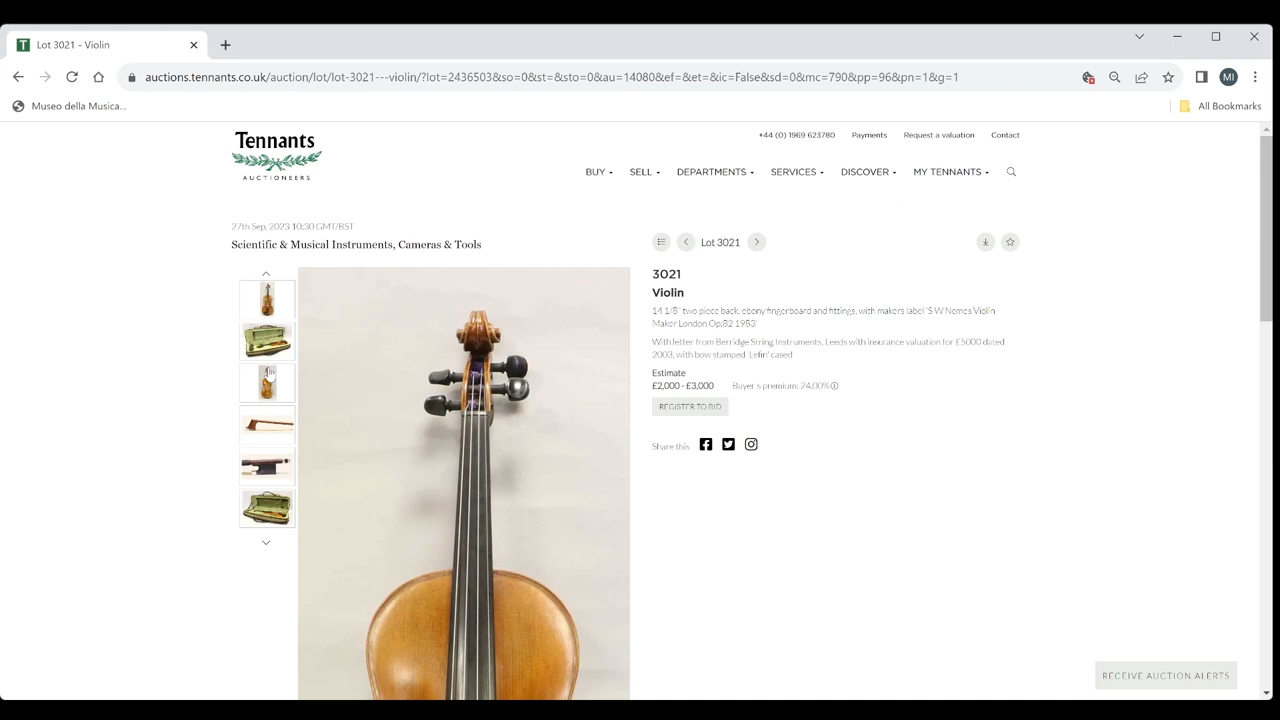 Lot 3021 - Violin
auctions.tennants.co.uk/auction/lot/lot-3021---violin/?lot=2436503&so=0&st=&sto=0&au=14080&ef=&et=&ic=False&sd=0&mc=790&pp=96&pn=1&g=1
MI
Museo della Musica...
All Bookmarks
Tennants
AUCTIONEERS
+44 (0) 1969 623780 Payments Request a valuation Contact
BUY SELL DEPARTMENTS SERVICES DISCOVER MY TENNANTS
27th Sep, 2023 10:30 GMT/BST
Scientific & Musical Instruments, Cameras & Tools
Lot 3021
3021
Violin
14 1/8" two piece back, ebony fingerboard and fittings, with makers label 'S W Nemes Violin
Maker London Op:82 1983'
With letter from Berridge String Instruments, Leeds with insurance valuation for £5000 dated
2003, with bow stamped 'Lefin' cased
Estimate
£2,000 - £3,000 Buyer's premium: 24.00%
REGISTER TO BID
Share this
RECEIVE AUCTION ALERTS